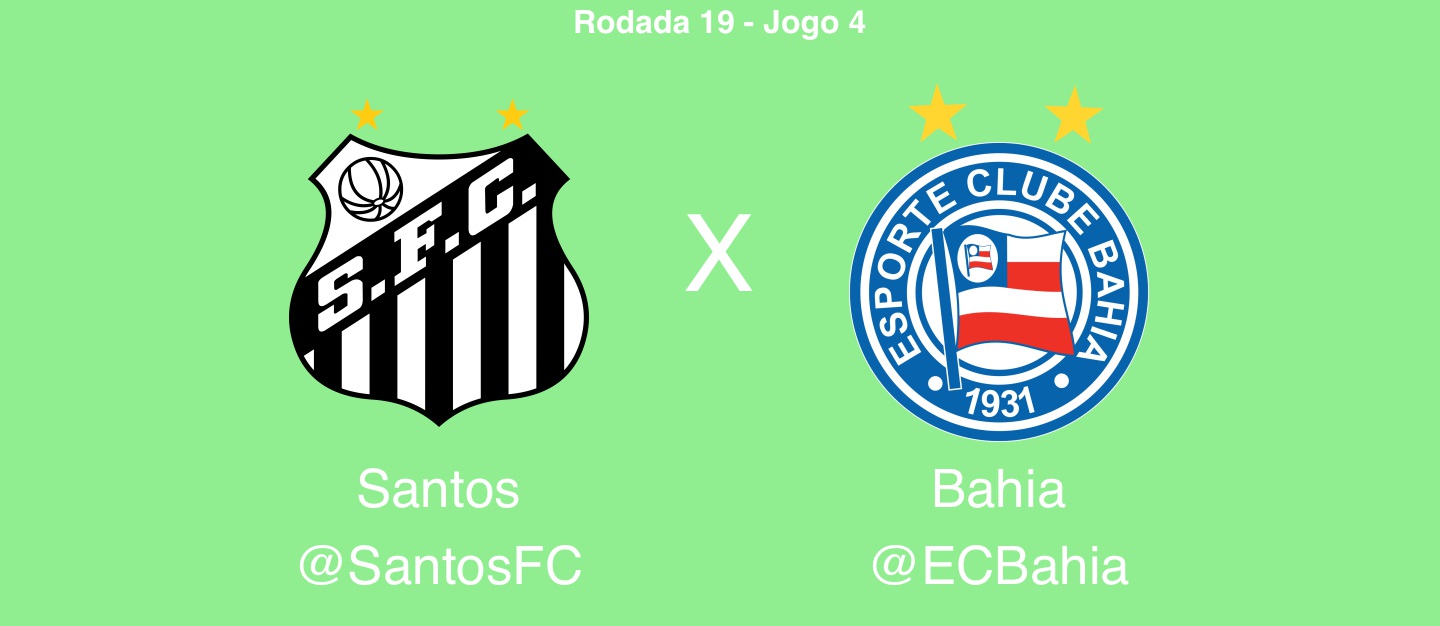 Rodada 19 - Jogo 4
S.F.C.
X
ESPORTE CLUBE BAHIA
1931
Santos
Bahia
@SantosFC
@ECBahia